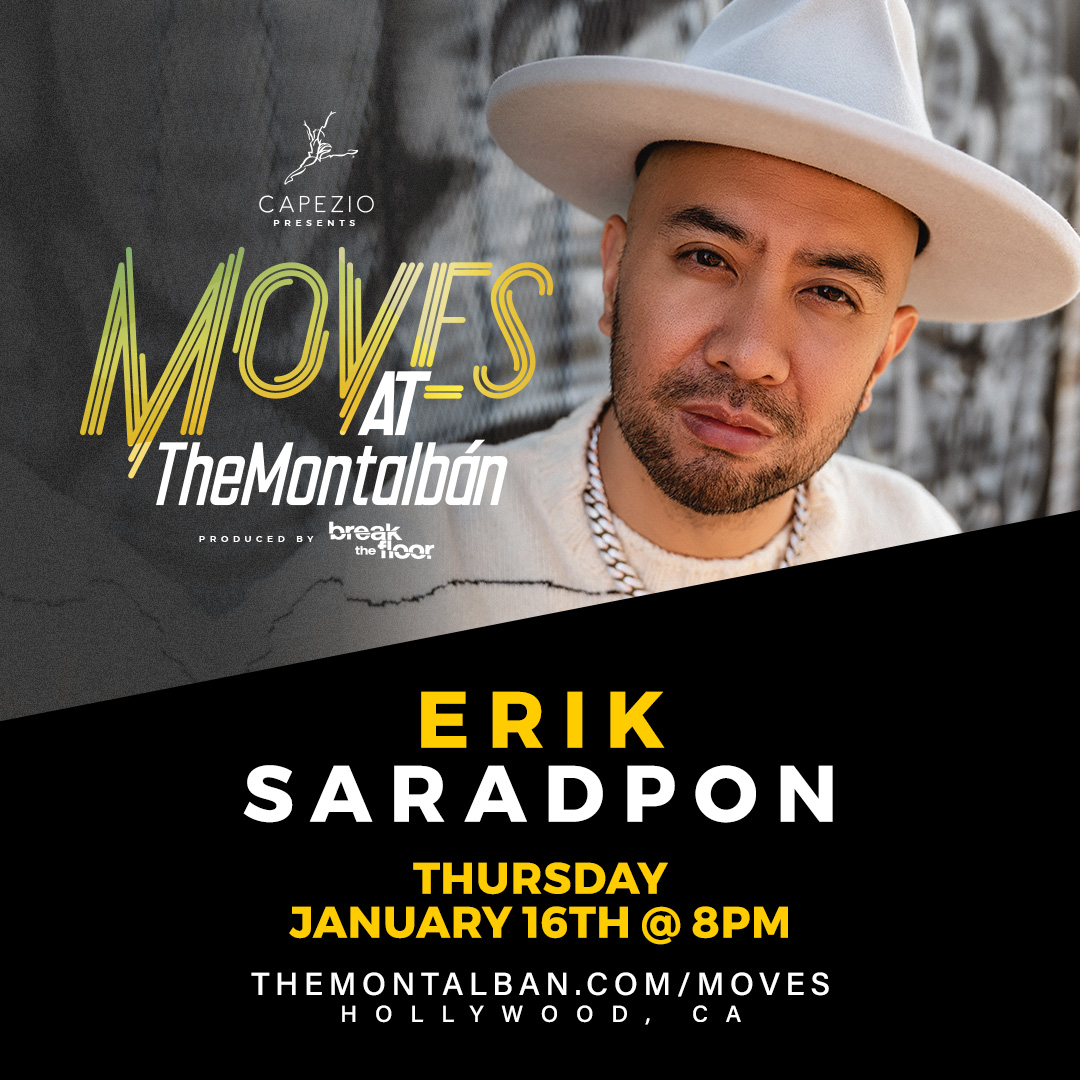 CAPEZIO
PRESENTS
MOVES
AT
TheMontalbán
PRODUCED BY break the floor
ERIK
SARADPON
THURSDAY
JANUARY 16TH @ 8PM
THEMONTALBAN.COM/MOVES
HOLLYWOOD, CA